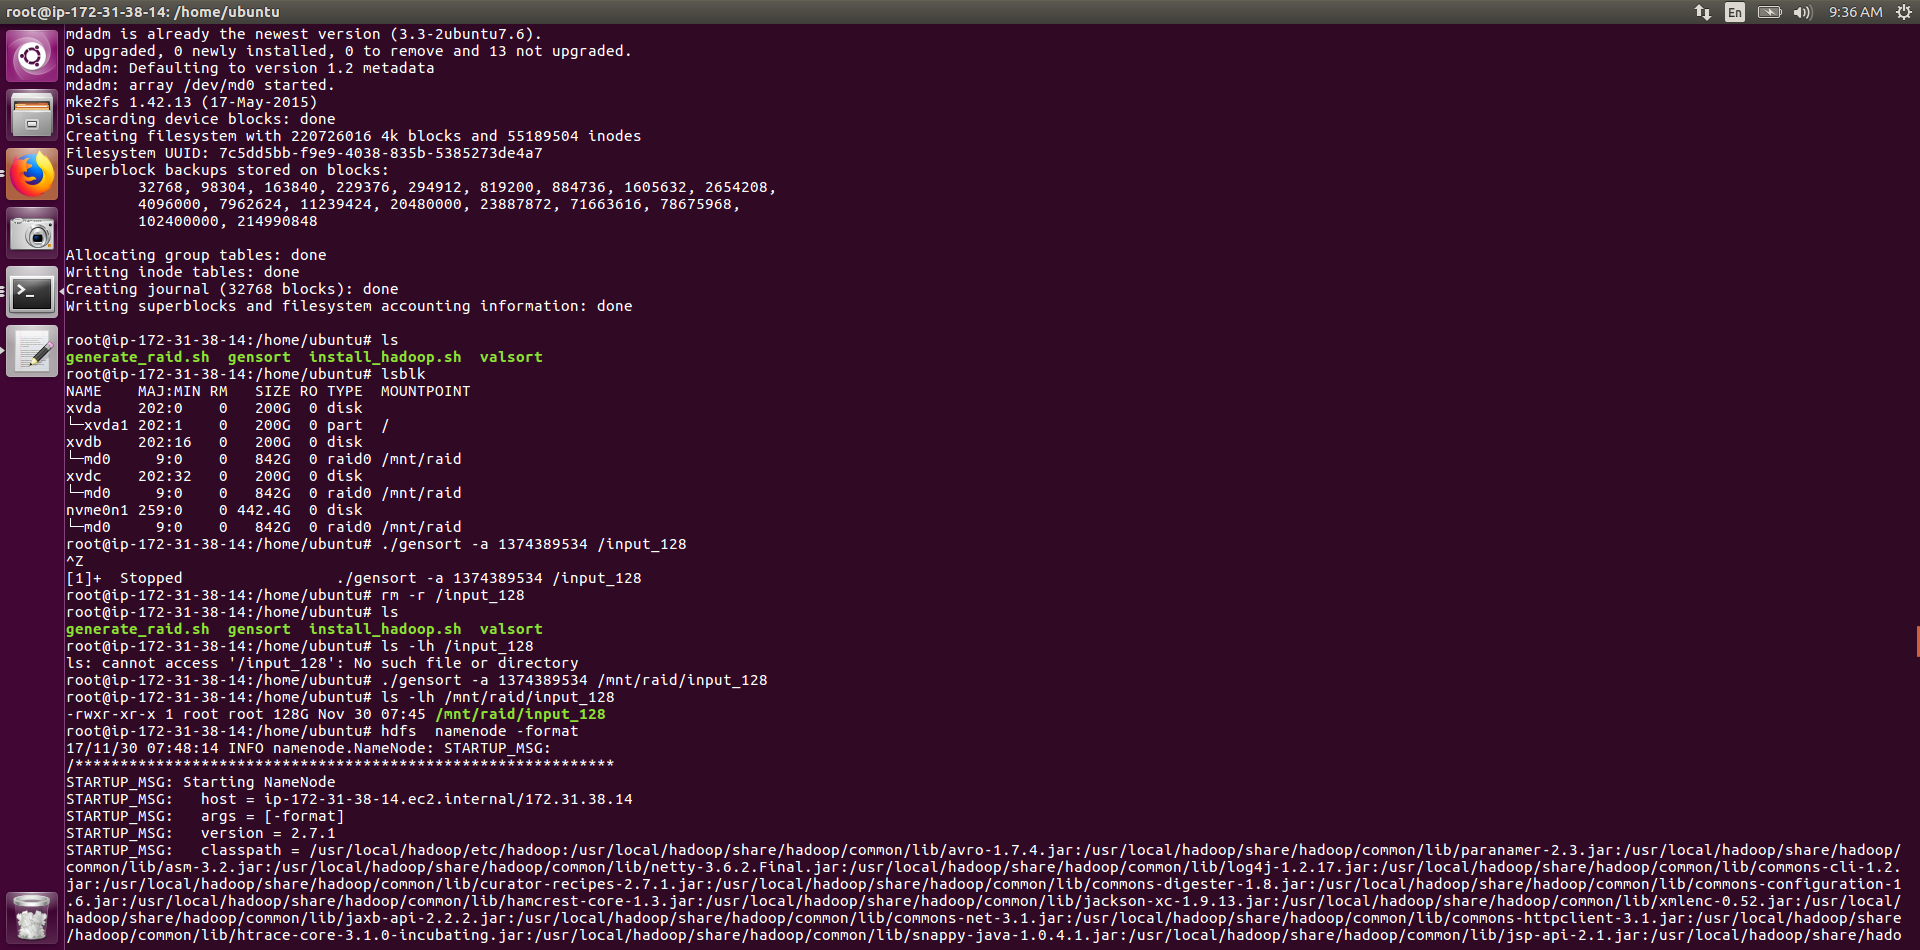 root@ip-172-31-38-14: /home/ubuntu
En
9:36 AM
mdadm is already the newest version (3.3-2ubuntu7.6).
0 upgraded, 0 newly installed, 0 to remove and 13 not upgraded.
mdadm: Defaulting to version 1.2 metadata
mdadm: array /dev/md0 started.
mke2fs 1.42.13 (17-May-2015)
Discarding device blocks: done
Creating filesystem with 220726016 4k blocks and 55189504 inodes
Filesystem UUID: 7c5dd5bb-f9e9-4038-835b-5385273de4a7
Superblock backups stored on blocks:
        32768, 98304, 163840, 229376, 294912, 819200, 884736, 1605632, 2654208,
        4096000, 7962624, 11239424, 20480000, 23887872, 71663616, 78675968,
        102400000, 214990848
Allocating group tables: done
Writing inode tables: done
Creating journal (32768 blocks): done
Writing superblocks and filesystem accounting information: done
root@ip-172-31-38-14:/home/ubuntu# ls
generate_raid.sh  gensort  install_hadoop.sh  valsort
root@ip-172-31-38-14:/home/ubuntu# lsblk
NAME    MAJ:MIN RM   SIZE RO TYPE  MOUNTPOINT
xvda    202:0    0   200G  0 disk
└─xvda1 202:1    0   200G  0 part  /
xvdb    202:16   0   200G  0 disk
└─md0     9:0    0   842G  0 raid0 /mnt/raid
xvdc    202:32   0   200G  0 disk
└─md0     9:0    0   842G  0 raid0 /mnt/raid
nvme0n1 259:0    0 442.4G  0 disk
└─md0     9:0    0   842G  0 raid0 /mnt/raid
root@ip-172-31-38-14:/home/ubuntu# ./gensort -a 1374389534 /input_128
^Z
[1]+  Stopped                 ./gensort -a 1374389534 /input_128
root@ip-172-31-38-14:/home/ubuntu# rm -r /input_128
root@ip-172-31-38-14:/home/ubuntu# ls
generate_raid.sh  gensort  install_hadoop.sh  valsort
root@ip-172-31-38-14:/home/ubuntu# ls -lh /input_128
ls: cannot access '/input_128': No such file or directory
root@ip-172-31-38-14:/home/ubuntu# ./gensort -a 1374389534 /mnt/raid/input_128
root@ip-172-31-38-14:/home/ubuntu# ls -lh /mnt/raid/input_128
-rwxr-xr-x 1 root root 128G Nov 30 07:45 /mnt/raid/input_128
root@ip-172-31-38-14:/home/ubuntu# hdfs  namenode -format
17/11/30 07:48:14 INFO namenode.NameNode: STARTUP_MSG:
/************************************************************
STARTUP_MSG: Starting NameNode
STARTUP_MSG:   host = ip-172-31-38-14.ec2.internal/172.31.38.14
STARTUP_MSG:   args = [-format]
STARTUP_MSG:   version = 2.7.1
STARTUP_MSG:   classpath = /usr/local/hadoop/etc/hadoop:/usr/local/hadoop/share/hadoop/common/lib/avro-1.7.4.jar:/usr/local/hadoop/share/hadoop/common/lib/paranamer-2.3.jar:/usr/local/hadoop/share/hadoop/
common/lib/asm-3.2.jar:/usr/local/hadoop/share/hadoop/common/lib/netty-3.6.2.Final.jar:/usr/local/hadoop/share/hadoop/common/lib/log4j-1.2.17.jar:/usr/local/hadoop/share/hadoop/common/lib/commons-cli-1.2.
jar:/usr/local/hadoop/share/hadoop/common/lib/curator-recipes-2.7.1.jar:/usr/local/hadoop/share/hadoop/common/lib/commons-digester-1.8.jar:/usr/local/hadoop/share/hadoop/common/lib/commons-configuration-1
.6.jar:/usr/local/hadoop/share/hadoop/common/lib/hamcrest-core-1.3.jar:/usr/local/hadoop/share/hadoop/common/lib/jackson-xc-1.9.13.jar:/usr/local/hadoop/share/hadoop/common/lib/xmlenc-0.52.jar:/usr/local/
hadoop/share/hadoop/common/lib/jaxb-api-2.2.2.jar:/usr/local/hadoop/share/hadoop/common/lib/commons-net-3.1.jar:/usr/local/hadoop/share/hadoop/common/lib/commons-httpclient-3.1.jar:/usr/local/hadoop/share
/hadoop/common/lib/htrace-core-3.1.0-incubating.jar:/usr/local/hadoop/share/hadoop/common/lib/snappy-java-1.0.4.1.jar:/usr/local/hadoop/share/hadoop/common/lib/jsp-api-2.1.jar:/usr/local/hadoop/share/hado